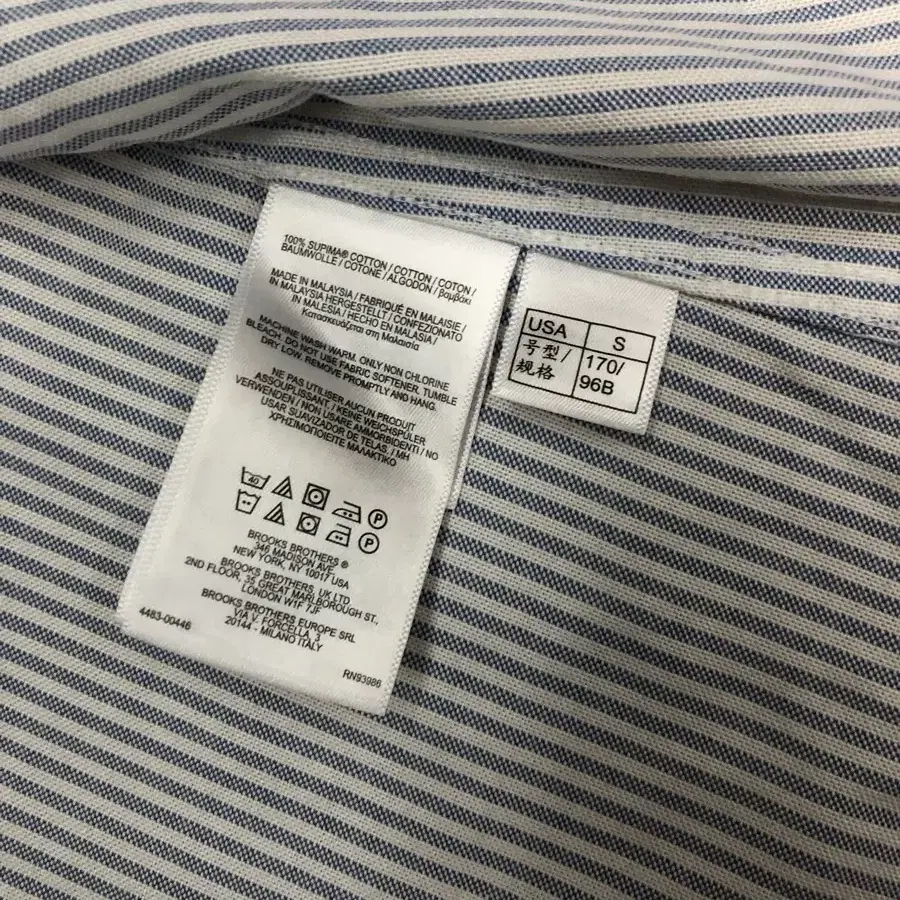 100% SUPIMA® COTTON / COTTON / COTON /
BAUMWOLLE / COTONE / ALGODON / βαμβάκι
MADE IN MALAYSIA / FABRIQUÉ EN MALAISIE /
IN MALAYSIA HERGESTELLT / CONFEZIONATO
IN MALESIA / HECHO EN MALASIA /
Κατασκευάζεται στη Μαλαισία
MACHINE WASH WARM. ONLY NON CHLORINE
BLEACH. DO NOT USE FABRIC SOFTENER. TUMBLE
DRY LOW. REMOVE PROMPTLY AND HANG.
NE PAS UTILISER AUCUN PRODUIT
ASSOUPLISSANT / KEINE WEICHSPÜLER
VERWENDEN / NON USARE AMMORBIDENTI / NO
USAR SUAVIZADOR DE TELAS. / ΜΗ
ΧΡΗΣΙΜΟΠΟΙΕΙΤΕ ΜΑΛΑΚΤΙΚΟ
40 P
P
BROOKS BROTHERS ®
346 MADISON AVE.
NEW YORK, NY 10017 USA
BROOKS BROTHERS, UK LTD
2ND FLOOR, 35 GREAT MARLBOROUGH ST.,
LONDON W1F 7JF
BROOKS BROTHERS EUROPE SRL
VIA V. FORCELLA, 3
20144 - MILANO ITALY
4483-00446
RN93986
USA S
号型/ 170/
规格 96B